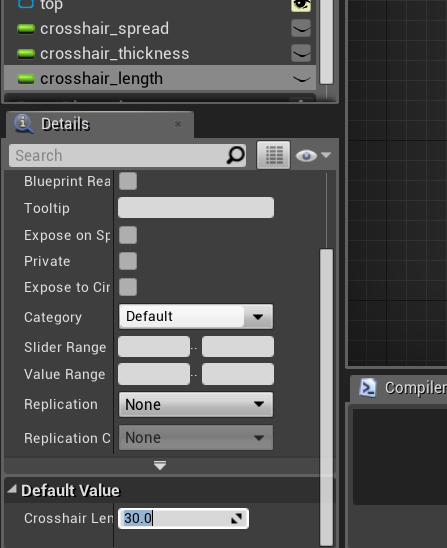 top
crosshair_spread
crosshair_thickness
crosshair_length
Details
Search
Blueprint Rea
Tooltip
Expose on Sp
Private
Expose to Cir
Category Default
Slider Range ..
Value Range ..
Replication None
Replication C None
Compiler
Default Value
Crosshair Len 30.0